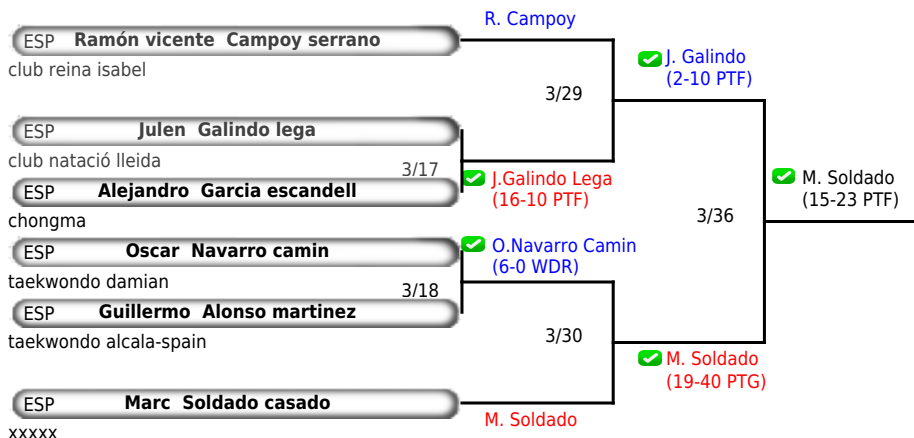 R. Campoy
ESP Ramón vicente Campoy serrano
club reina isabel
J. Galindo
(2-10 PTF)
3/29
ESP Julen Galindo lega
club natació lleida
3/17
J.Galindo Lega
(16-10 PTF)
ESP Alejandro Garcia escandell
chongma
M. Soldado
(15-23 PTF)
3/36
ESP Oscar Navarro camin
O.Navarro Camin
(6-0 WDR)
taekwondo damian
3/18
ESP Guillermo Alonso martinez
taekwondo alcala-spain
3/30
M. Soldado
(19-40 PTG)
ESP Marc Soldado casado
M. Soldado
xxxxx